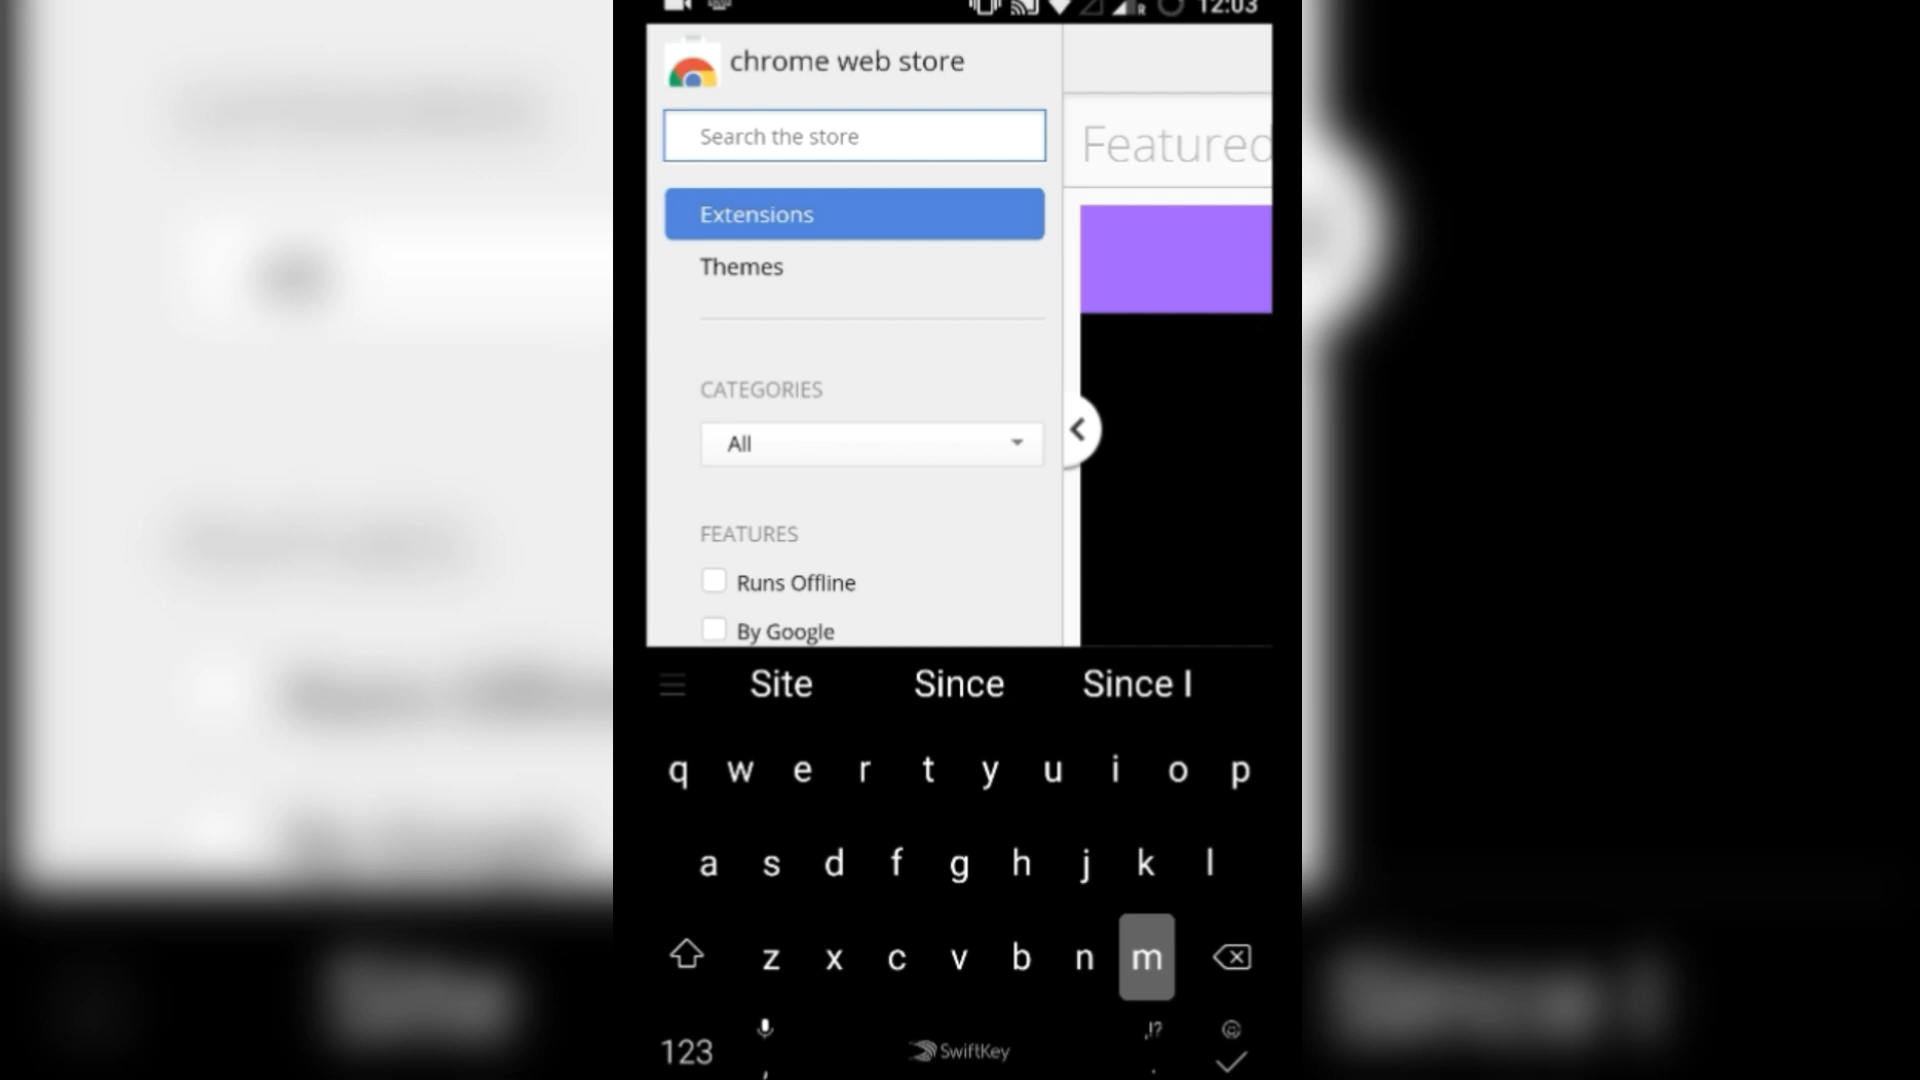 12:03
chrome web store
Search the store
Featured
Extensions
Themes
CATEGORIES
All
FEATURES
Runs Offline
By Google
Site Since Since I
q w e r t y u i o p
a s d f g h j k l
z x c v b n m
123 , SwiftKey ,!? .